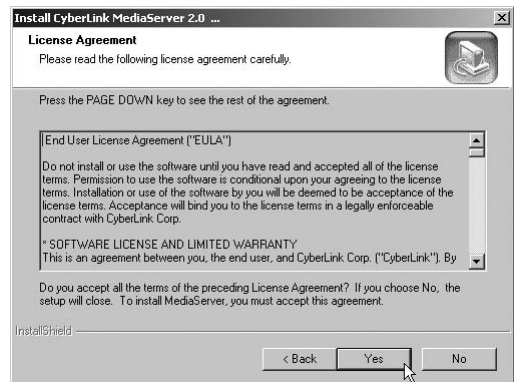 Install CyberLink MediaServer 2.0 ...
License Agreement
Please read the following license agreement carefully.
Press the PAGE DOWN key to see the rest of the agreement.
End User License Agreement ("EULA")
Do not install or use the software until you have read and accepted all of the license
terms. Permission to use the software is conditional upon your agreeing to the license
terms. Installation or use of the software by you will be deemed to be acceptance of the
license terms. Acceptance will bind you to the license terms in a legally enforceable
contract with CyberLink Corp.
* SOFTWARE LICENSE AND LIMITED WARRANTY
This is an agreement between you, the end user, and CyberLink Corp. ("CyberLink"). By
Do you accept all the terms of the preceding License Agreement? If you choose No, the
setup will close. To install MediaServer, you must accept this agreement.
InstallShield
< Back
Yes
No